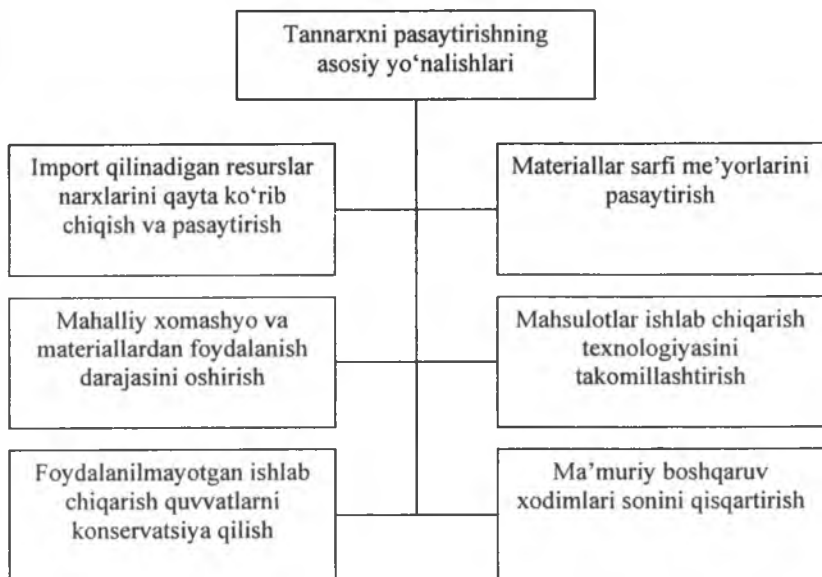 Tannarxni pasaytirishning
asosiy yo‘nalishlari
Import qilinadigan resurslar
narxlarini qayta ko‘rib
chiqish va pasaytirish
Materiallar sarfi me’yorlarini
pasaytirish
Mahalliy xomashyo va
materiallardan foydalanish
darajasini oshirish
Mahsulotlar ishlab chiqarish
texnologiyasini
takomillashtirish
Foydalanilmayotgan ishlab
chiqarish quvvatlarni
konservatsiya qilish
Ma’muriy boshqaruv
xodimlari sonini qisqartirish